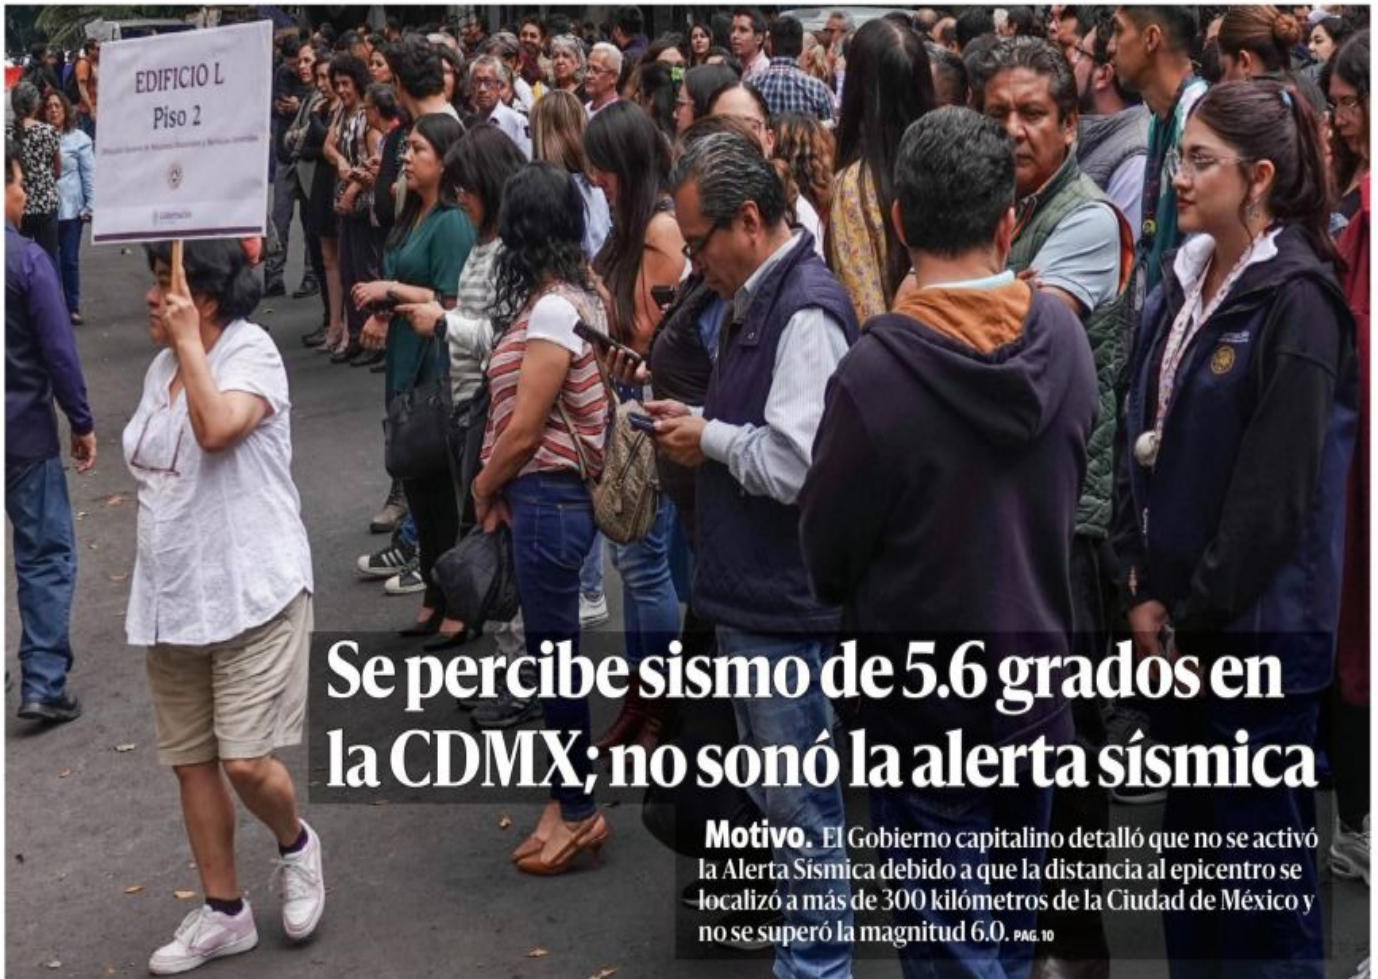 EDIFICIO L
Piso 2
Gobernación
Se percibe sismo de 5.6 grados en
la CDMX; no sonó la alerta sísmica
Motivo. El Gobierno capitalino detalló que no se activó
la Alerta Sísmica debido a que la distancia al epicentro se
localizó a más de 300 kilómetros de la Ciudad de México y
no se superó la magnitud 6.0. PAG. 10